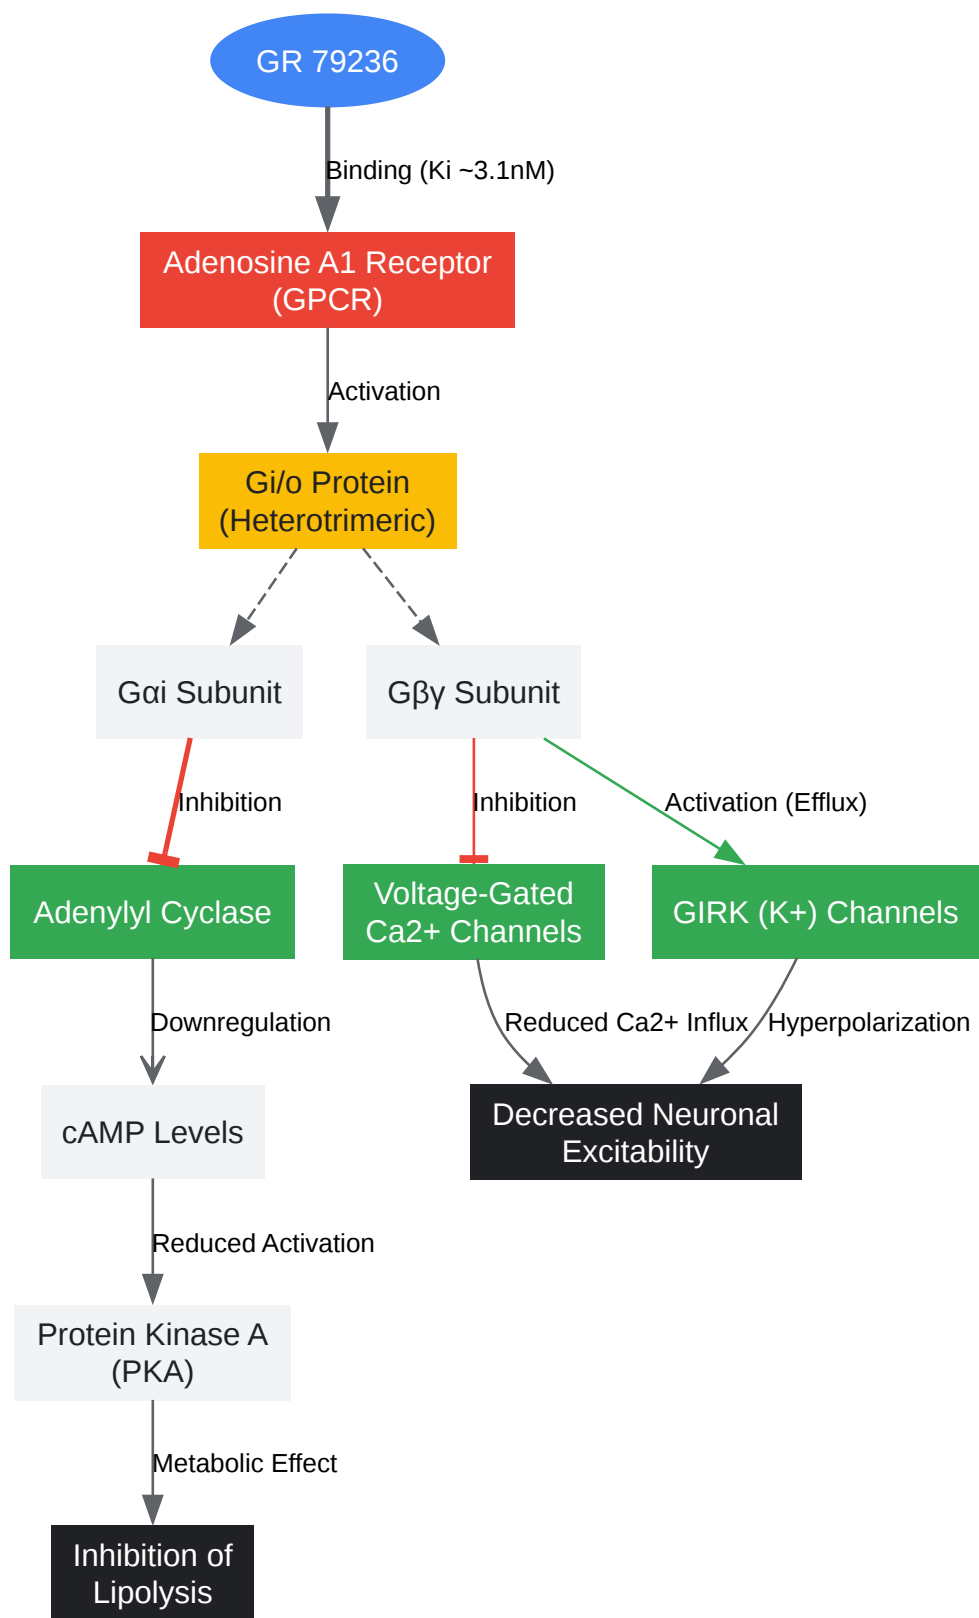 GR 79236
Binding (Ki ~3.1nM)
Adenosine A1 Receptor
(GPCR)
Activation
Gi/o Protein
(Heterotrimeric)
Gαi Subunit
Gβγ Subunit
Inhibition
Inhibition
Activation (Efflux)
Adenylyl Cyclase
Voltage-Gated
Ca2+ Channels
GIRK (K+) Channels
Downregulation
Reduced Ca2+ Influx
Hyperpolarization
cAMP Levels
Decreased Neuronal
Excitability
Reduced Activation
Protein Kinase A
(PKA)
Metabolic Effect
Inhibition of
Lipolysis